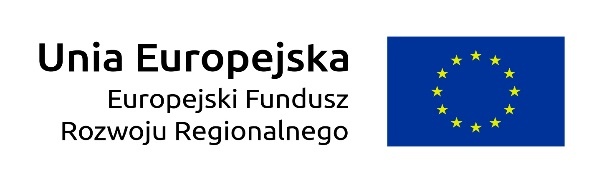 Unia Europejska
Europejski Fundusz
Rozwoju Regionalnego